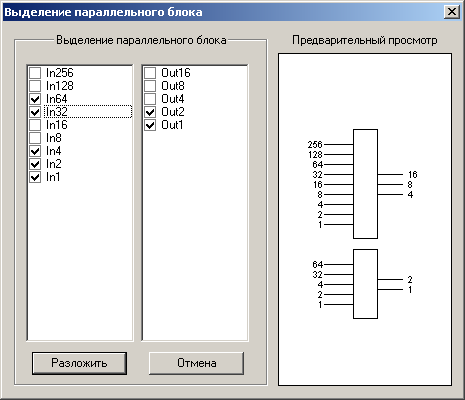 Выделение параллельного блока
Выделение параллельного блока
Предварительный просмотр
In256
In128
In64
In32
In16
In8
In4
In2
In1
Out16
Out8
Out4
Out2
Out1
256
128
64
32
16
8
4
2
1
16
8
4
64
32
4
2
1
2
1
Разложить
Отмена